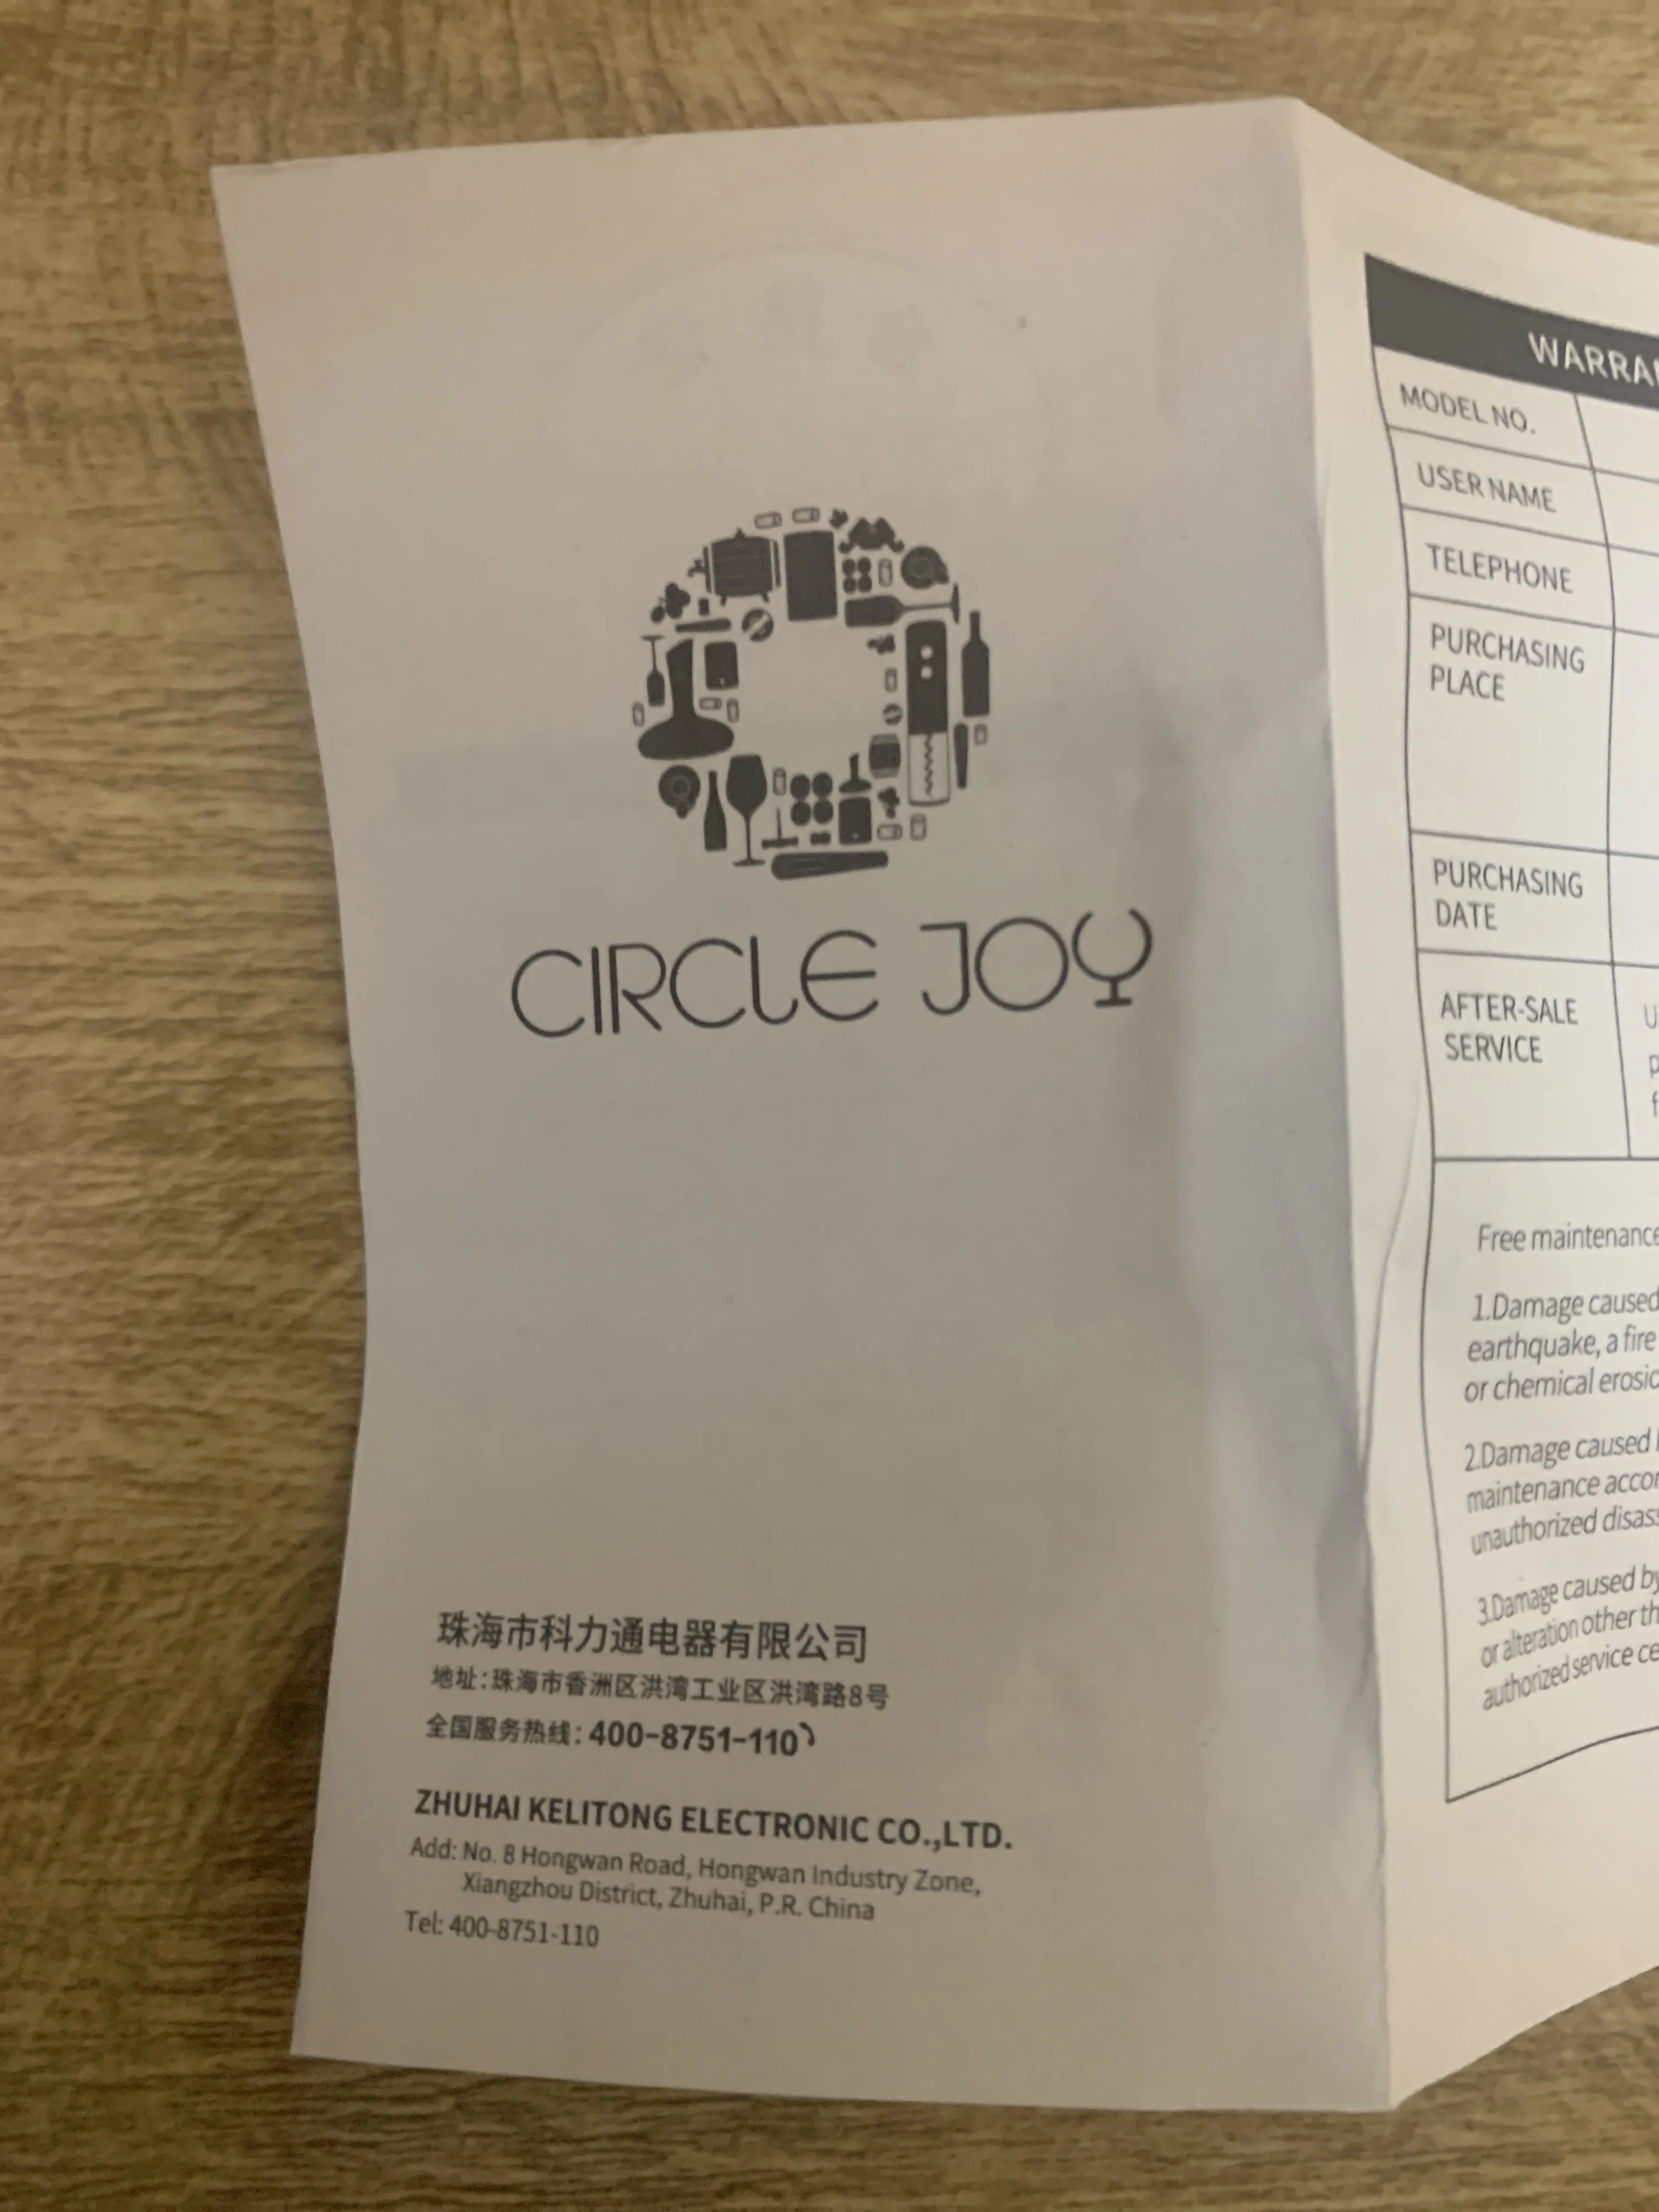 CIRCLE JOY
珠海市科力通电器有限公司
地址:珠海市香洲区洪湾工业区洪湾路8号
全国服务热线: 400-8751-110
ZHUHAI KELITONG ELECTRONIC CO.,LTD.
Add: No. 8 Hongwan Road, Hongwan Industry Zone,
Xiangzhou District, Zhuhai, P.R. China
Tel: 400-8751-110
MODEL NO.
USER NAME
TELEPHONE
PURCHASING
PLACE
PURCHASING
DATE
AFTER-SALE
SERVICE
Free maintenance
1.Damage caused
earthquake, a fire
or chemical
2.Damage caused
maintenance
unauthorized
3.Damage caused by
or alteration other
authorized service